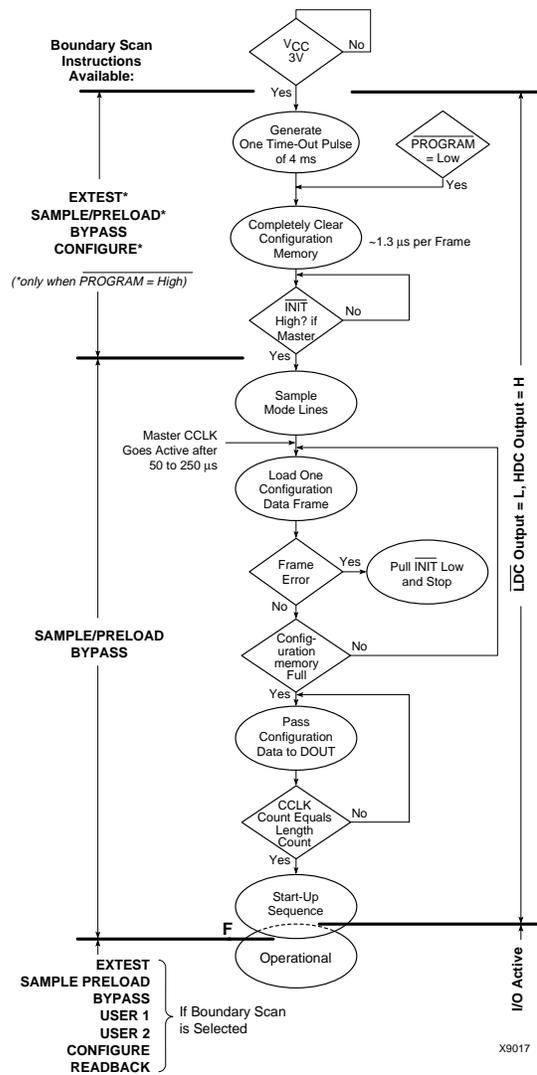 Boundary Scan
Instructions
Available:
VCC
3V
No
Yes
Generate
One Time-Out Pulse
of 4 ms
PROGRAM
= Low
Yes
EXTEST*
SAMPLE/PRELOAD*
BYPASS
CONFIGURE*
(*only when PROGRAM = High)
Completely Clear
Configuration
Memory
~1.3 µs per Frame
INIT
High? if
Master
No
Yes
Sample
Mode Lines
Master CCLK
Goes Active after
50 to 250 µs
Load One
Configuration
Data Frame
Frame
Error
Yes
Pull INIT Low
and Stop
No
SAMPLE/PRELOAD
BYPASS
Config-
uration
memory
Full
No
Yes
Pass
Configuration
Data to DOUT
CCLK
Count Equals
Length
Count
No
Yes
Start-Up
Sequence
F
Operational
LDC Output = L, HDC Output = H
I/O Active
EXTEST
SAMPLE PRELOAD
BYPASS
USER 1
USER 2
CONFIGURE
READBACK
If Boundary Scan
is Selected
X9017